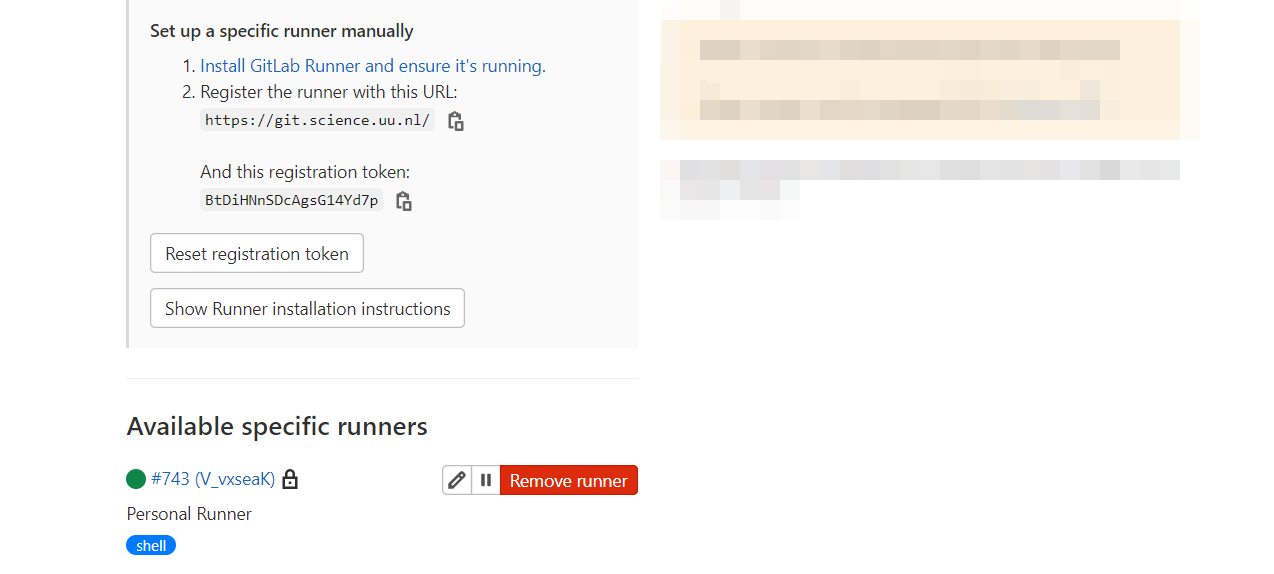 Set up a specific runner manually
1. Install GitLab Runner and ensure it's running.
2. Register the runner with this URL:
https://git.science.uu.nl/
And this registration token:
BtDiHNnSDcAgsG14Yd7p
Reset registration token
Show Runner installation instructions
Available specific runners
#743 (V_vxseaK)
Remove runner
Personal Runner
shell